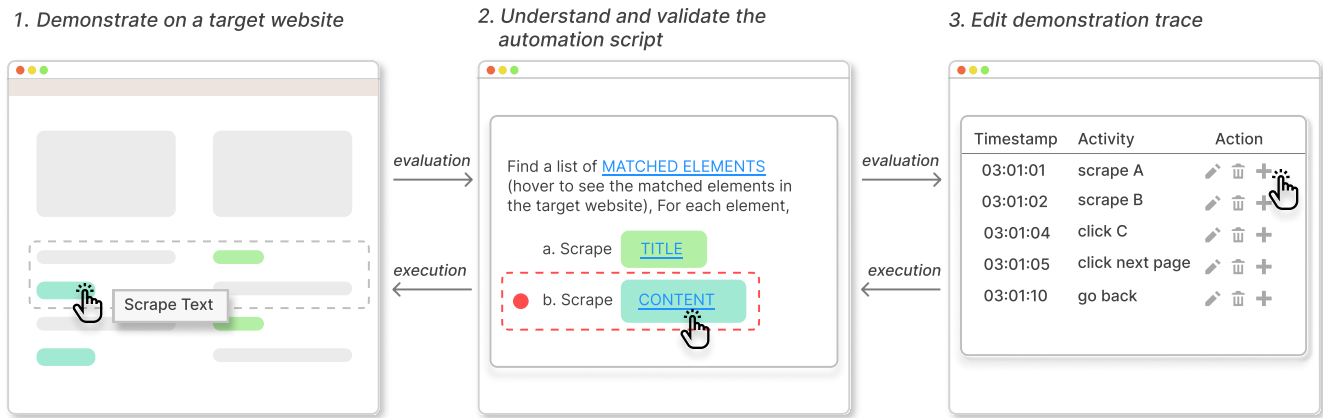 1. Demonstrate on a target website
2. Understand and validate the
automation script
3. Edit demonstration trace
Scrape Text
evaluation
execution
Find a list of MATCHED ELEMENTS
(hover to see the matched elements in
the target website), For each element,
a. Scrape TITLE
b. Scrape CONTENT
evaluation
execution
Timestamp Activity Action
03:01:01 scrape A
03:01:02 scrape B
03:01:04 click C
03:01:05 click next page
03:01:10 go back